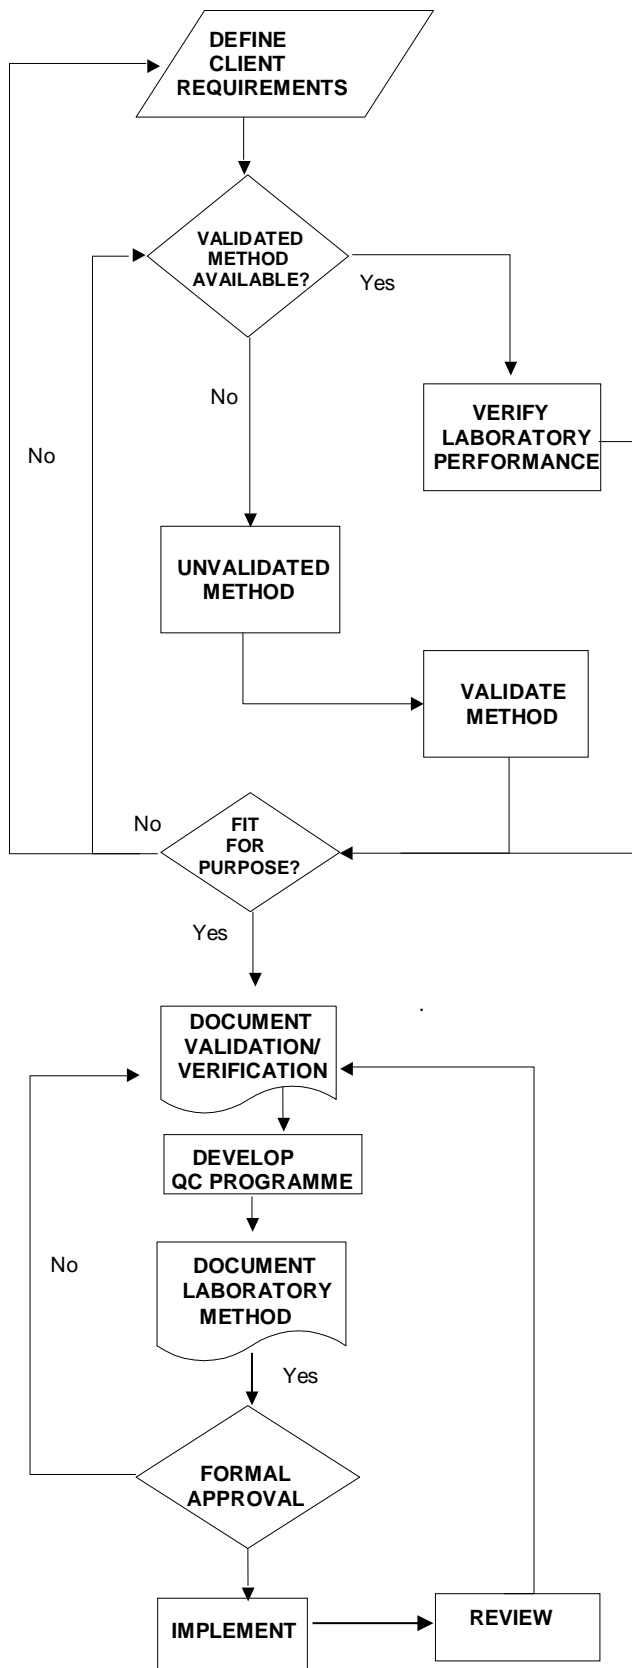 DEFINE
CLIENT
REQUIREMENTS
VALIDATED
METHOD
AVAILABLE?
Yes
No
VERIFY
LABORATORY
PERFORMANCE
No
UNVALIDATED
METHOD
VALIDATE
METHOD
No
FIT
FOR
PURPOSE?
Yes
.
DOCUMENT
VALIDATION/
VERIFICATION
DEVELOP
QC PROGRAMME
No
DOCUMENT
LABORATORY
METHOD
Yes
FORMAL
APPROVAL
IMPLEMENT
REVIEW